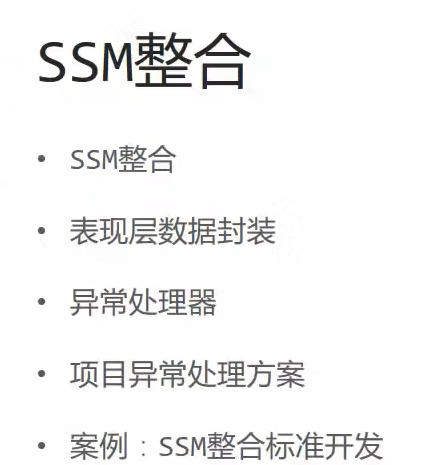 SSM整合
• SSM整合
• 表现层数据封装
• 异常处理器
• 项目异常处理方案
• 案例：SSM整合标准开发